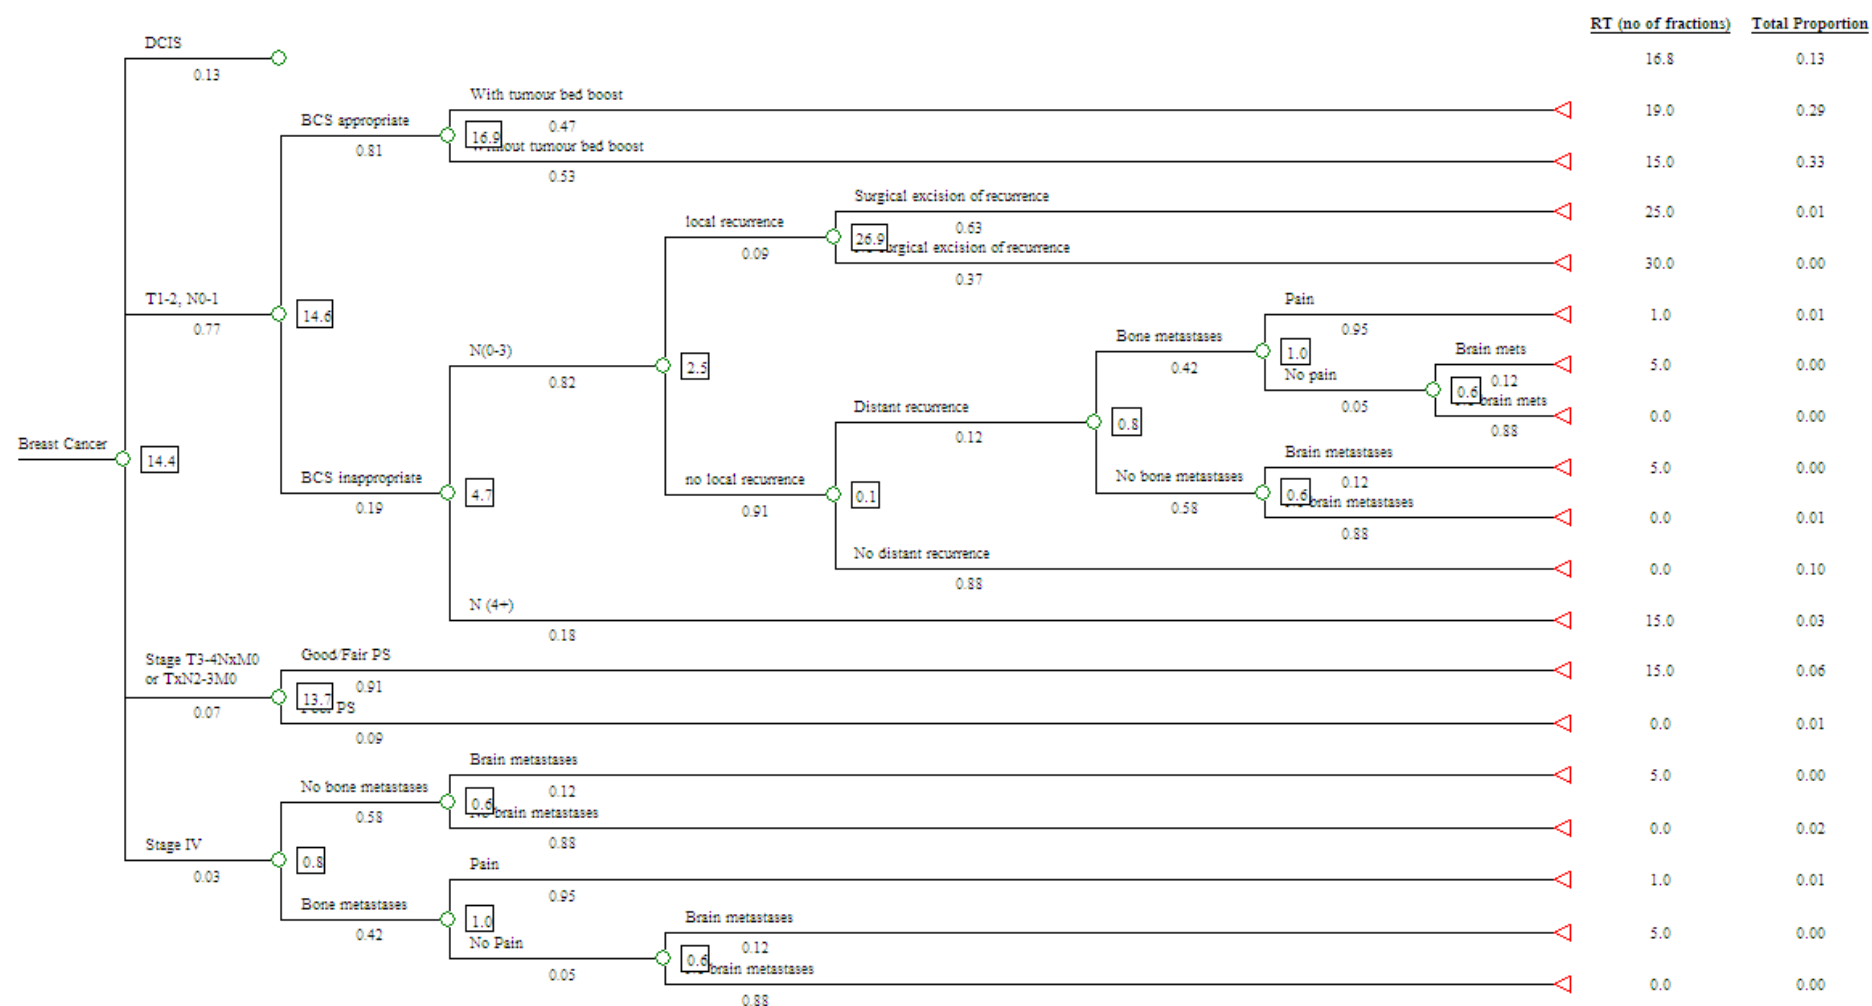 RT (no of fractions) Total Proportion
DCIS
0.13
16.8 0.13
With tumour bed boost
0.47
19.0 0.29
BCS appropriate
0.81
16.9
tumour bed boost
0.53
15.0 0.33
Surgical excision of recurrence
0.63
25.0 0.01
local recurrence
0.09
26.9
surgical excision of recurrence
0.37
30.0 0.00
T1-2, N0-1
0.77
14.6
Pain
0.95
1.0 0.01
Bone metastases
0.42
1.0
N(0-3)
0.82
2.5
Brain mets
0.12
5.0 0.00
No pain
0.05
0.6
brain mets
0.88
0.0 0.00
Distant recurrence
0.12
0.8
Breast Cancer
14.4
Brain metastases
0.12
5.0 0.00
BCS inappropriate
0.19
4.7
no local recurrence
0.91
0.1
No bone metastases
0.58
0.6
brain metastases
0.88
0.0 0.01
No distant recurrence
0.88
0.0 0.10
N (4+)
0.18
15.0 0.03
Stage T3-4NxM0
or TxN2-3M0
0.07
Good/Fair PS
0.91
15.0 0.06
13.7
PS
0.09
0.0 0.01
Brain metastases
0.12
5.0 0.00
No bone metastases
0.58
0.6
No brain metastases
0.88
0.0 0.02
Stage IV
0.03
0.8
Pain
0.95
1.0 0.01
Bone metastases
0.42
1.0
Brain metastases
0.12
5.0 0.00
No Pain
0.05
0.6
brain metastases
0.88
0.0 0.00